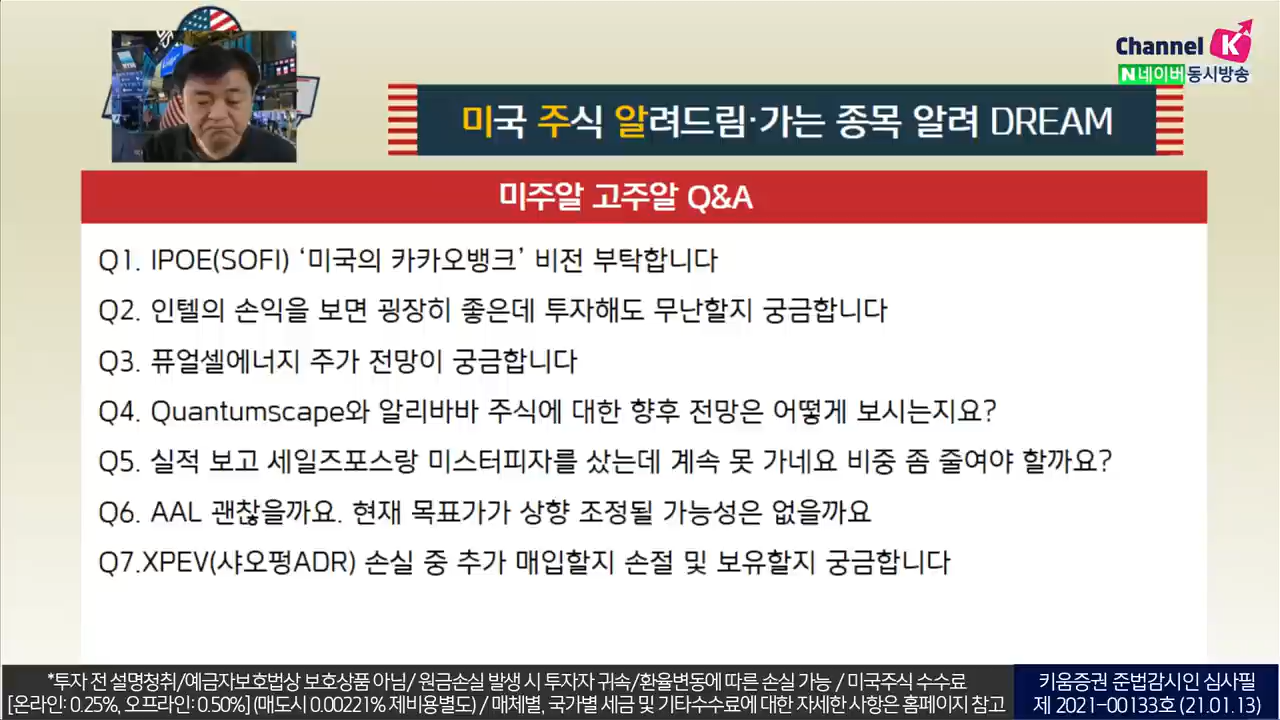 Channel K
N 네이버 동시방송
미국 주식 알려드림·가는 종목 알려 DREAM
미주알 고주알 Q&A
Q1. IPOE(SOFI) ‘미국의 카카오뱅크’ 비전 부탁합니다
Q2. 인텔의 손익을 보면 굉장히 좋은데 투자해도 무난할지 궁금합니다
Q3. 퓨얼셀에너지 주가 전망이 궁금합니다
Q4. Quantumscape와 알리바바 주식에 대한 향후 전망은 어떻게 보시는지요?
Q5. 실적 보고 세일즈포스랑 미스터피자를 샀는데 계속 못 가네요 비중 좀 줄여야 할까요?
Q6. AAL 괜찮을까요. 현재 목표가가 상향 조정될 가능성은 없을까요
Q7.XPEV(샤오펑ADR) 손실 중 추가 매입할지 손절 및 보유할지 궁금합니다
*투자 전 설명청취/예금자보호법상 보호상품 아님/ 원금손실 발생 시 투자자 귀속/환율변동에 따른 손실 가능 / 미국주식 수수료
[온라인: 0.25%, 오프라인: 0.50%] (매도시 0.00221% 제비용별도) / 매체별, 국가별 세금 및 기타수수료에 대한 자세한 사항은 홈페이지 참고
키움증권 준법감시인 심사필
제 2021-00133호 (21.01.13)